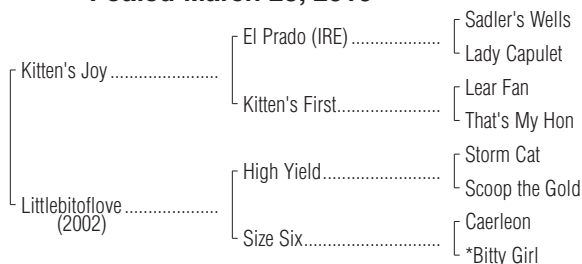 Foaled March
Sadler's Wells
El Prado (IRE)
Lady Capulet
Kitten's Joy
Lear Fan
Kitten's First
That's My Hon
Storm Cat
High Yield
Scoop the Gold
Littlebitoflove
(2002)
Caerleon
Size Six
*Bitty Girl